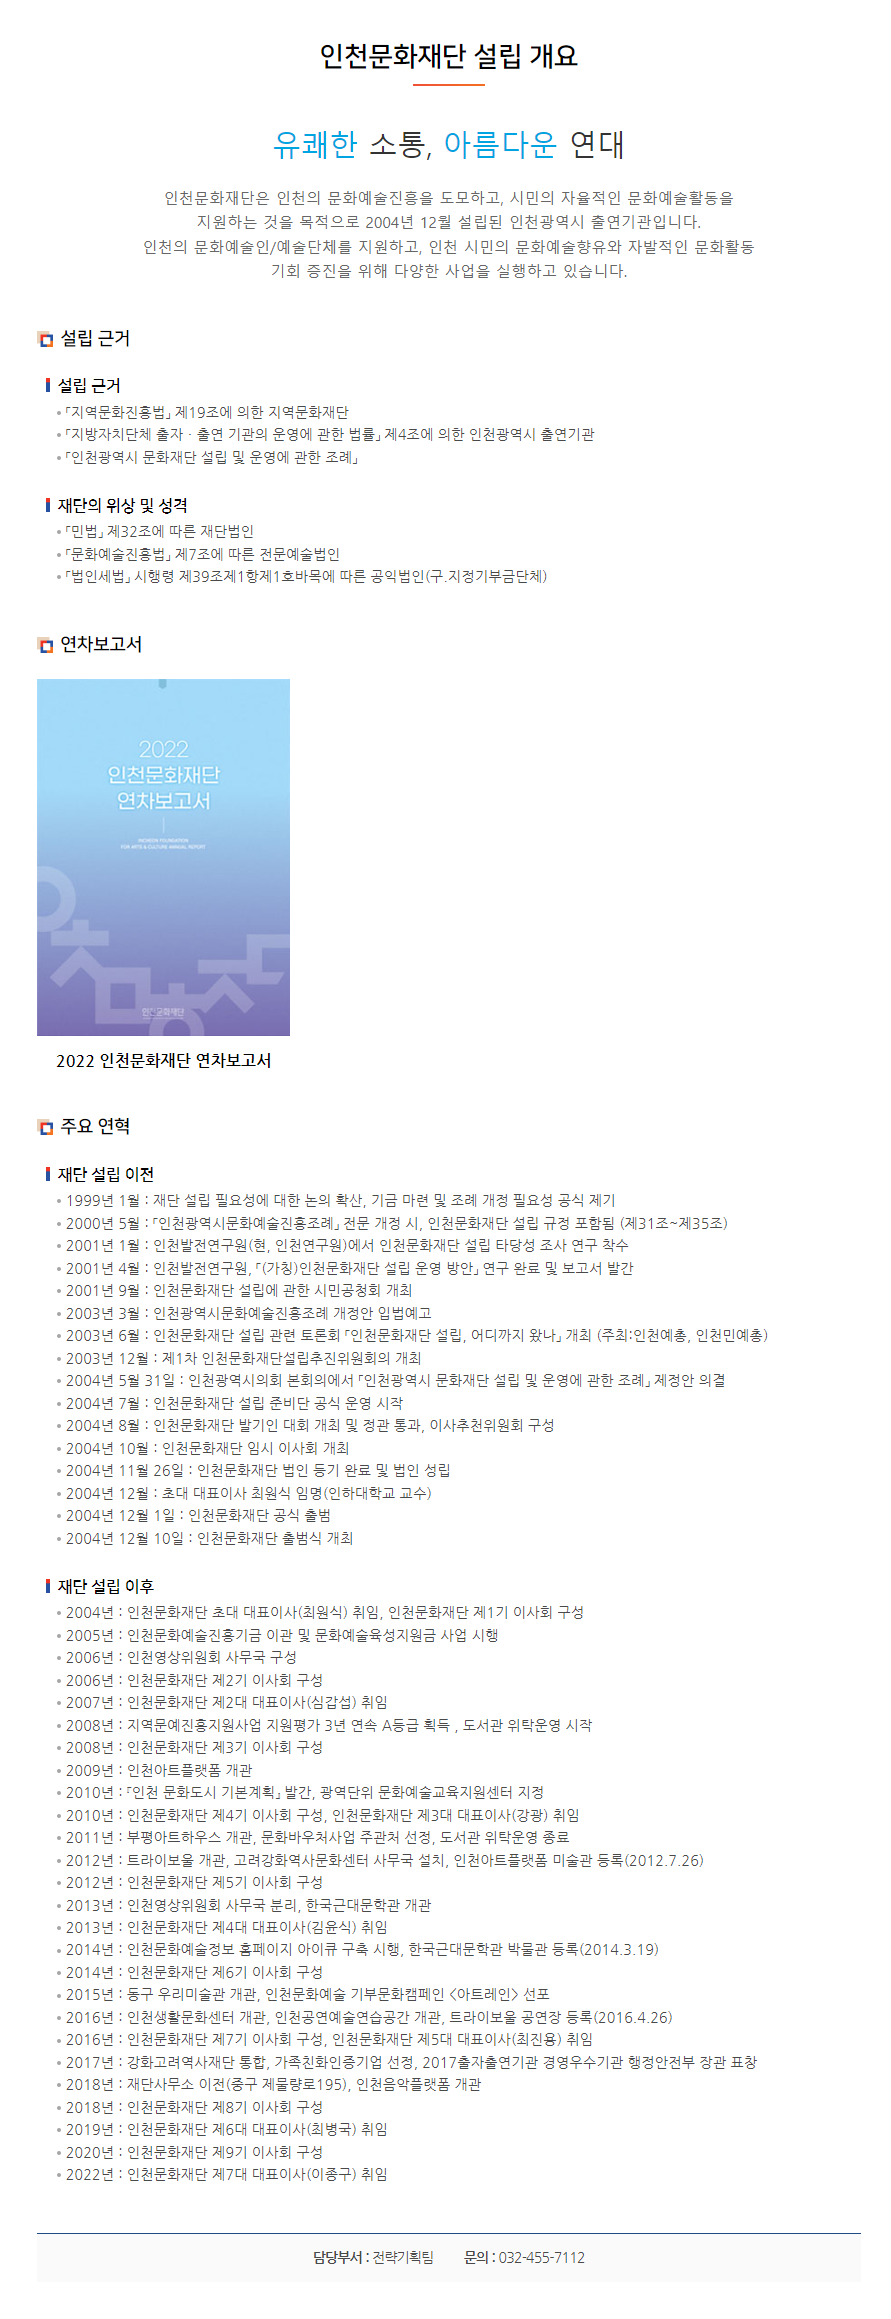 인천문화재단 설립 개요
유쾌한 소통, 아름다운 연대
인천문화재단은 인천의 문화예술진흥을 도모하고, 시민의 자율적인 문화예술활동을
지원하는 것을 목적으로 2004년 12월 설립된 인천광역시 출연기관입니다.
인천의 문화예술인/예술단체를 지원하고, 인천 시민의 문화예술향유와 자발적인 문화활동
기회 증진을 위해 다양한 사업을 실행하고 있습니다.
설립 근거
설립 근거
「지역문화진흥법」 제19조에 의한 지역문화재단
「지방자치단체 출자ㆍ출연 기관의 운영에 관한 법률」 제4조에 의한 인천광역시 출연기관
「인천광역시 문화재단 설립 및 운영에 관한 조례」
재단의 위상 및 성격
「민법」 제32조에 따른 재단법인
「문화예술진흥법」 제7조에 따른 전문예술법인
「법인세법」 시행령 제39조제1항제1호바목에 따른 공익법인(구.지정기부금단체)
연차보고서
2022
인천문화재단
연차보고서
INCHEON FOUNDATION
FOR ARTS & CULTURE ANNUAL REPORT
인천문화재단
2022 인천문화재단 연차보고서
주요 연혁
재단 설립 이전
1999년 1월 : 재단 설립 필요성에 대한 논의 확산, 기금 마련 및 조례 개정 필요성 공식 제기
2000년 5월 : 「인천광역시문화예술진흥조례」 전문 개정 시, 인천문화재단 설립 규정 포함됨 (제31조~제35조)
2001년 1월 : 인천발전연구원(현, 인천연구원)에서 인천문화재단 설립 타당성 조사 연구 착수
2001년 4월 : 인천발전연구원, 「(가칭)인천문화재단 설립 운영 방안」 연구 완료 및 보고서 발간
2001년 9월 : 인천문화재단 설립에 관한 시민공청회 개최
2003년 3월 : 인천광역시문화예술진흥조례 개정안 입법예고
2003년 6월 : 인천문화재단 설립 관련 토론회 「인천문화재단 설립, 어디까지 왔나」 개최 (주최:인천예총, 인천민예총)
2003년 12월 : 제1차 인천문화재단설립추진위원회의 개최
2004년 5월 31일 : 인천광역시의회 본회의에서 「인천광역시 문화재단 설립 및 운영에 관한 조례」 제정안 의결
2004년 7월 : 인천문화재단 설립 준비단 공식 운영 시작
2004년 8월 : 인천문화재단 발기인 대회 개최 및 정관 통과, 이사추천위원회 구성
2004년 10월 : 인천문화재단 임시 이사회 개최
2004년 11월 26일 : 인천문화재단 법인 등기 완료 및 법인 성립
2004년 12월 : 초대 대표이사 최원식 임명(인하대학교 교수)
2004년 12월 1일 : 인천문화재단 공식 출범
2004년 12월 10일 : 인천문화재단 출범식 개최
재단 설립 이후
2004년 : 인천문화재단 초대 대표이사(최원식) 취임, 인천문화재단 제1기 이사회 구성
2005년 : 인천문화예술진흥기금 이관 및 문화예술육성지원금 사업 시행
2006년 : 인천영상위원회 사무국 구성
2006년 : 인천문화재단 제2기 이사회 구성
2007년 : 인천문화재단 제2대 대표이사(심갑섭) 취임
2008년 : 지역문예진흥지원사업 지원평가 3년 연속 A등급 획득 , 도서관 위탁운영 시작
2008년 : 인천문화재단 제3기 이사회 구성
2009년 : 인천아트플랫폼 개관
2010년 : 「인천 문화도시 기본계획」 발간, 광역단위 문화예술교육지원센터 지정
2010년 : 인천문화재단 제4기 이사회 구성, 인천문화재단 제3대 대표이사(강광) 취임
2011년 : 부평아트하우스 개관, 문화바우처사업 주관처 선정, 도서관 위탁운영 종료
2012년 : 트라이보울 개관, 고려강화역사문화센터 사무국 설치, 인천아트플랫폼 미술관 등록(2012.7.26)
2012년 : 인천문화재단 제5기 이사회 구성
2013년 : 인천영상위원회 사무국 분리, 한국근대문학관 개관
2013년 : 인천문화재단 제4대 대표이사(김윤식) 취임
2014년 : 인천문화예술정보 홈페이지 아이큐 구축 시행, 한국근대문학관 박물관 등록(2014.3.19)
2014년 : 인천문화재단 제6기 이사회 구성
2015년 : 동구 우리미술관 개관, 인천문화예술 기부문화캠페인 <아트레인> 선포
2016년 : 인천생활문화센터 개관, 인천공연예술연습공간 개관, 트라이보울 공연장 등록(2016.4.26)
2016년 : 인천문화재단 제7기 이사회 구성, 인천문화재단 제5대 대표이사(최진용) 취임
2017년 : 강화고려역사재단 통합, 가족친화인증기업 선정, 2017출자출연기관 경영우수기관 행정안전부 장관 표창
2018년 : 재단사무소 이전(중구 제물량로195), 인천음악플랫폼 개관
2018년 : 인천문화재단 제8기 이사회 구성
2019년 : 인천문화재단 제6대 대표이사(최병국) 취임
2020년 : 인천문화재단 제9기 이사회 구성
2022년 : 인천문화재단 제7대 대표이사(이종구) 취임
담당부서 : 전략기획팀 문의 : 032-455-7112